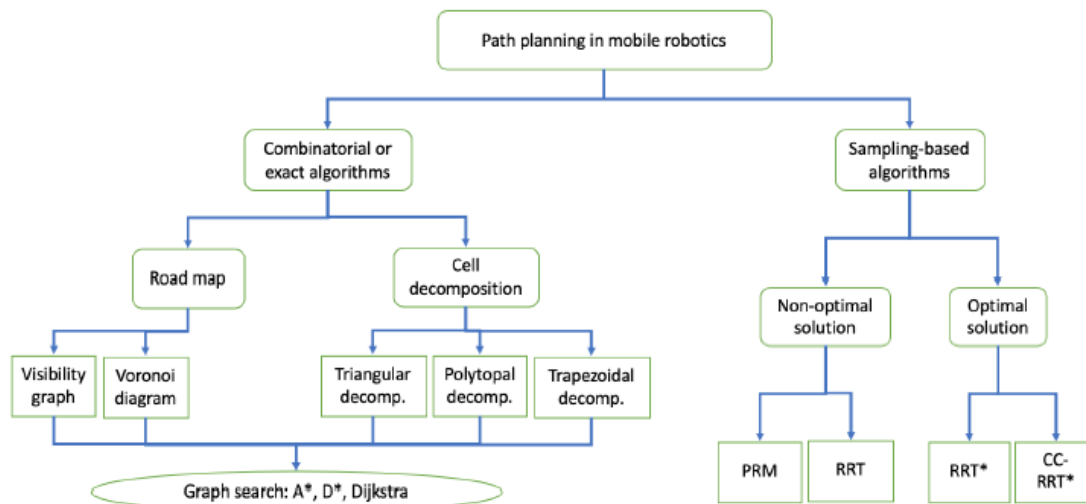 Path planning in mobile robotics
Combinatorial or
exact algorithms
Sampling-based
algorithms
Road map
Cell
decomposition
Non-optimal
solution
Optimal
solution
Visibility
graph
Voronoi
diagram
Triangular
decomp.
Polytopal
decomp.
Trapezoidal
decomp.
PRM
RRT
RRT*
CC-
RRT*
Graph search: A*, D*, Dijkstra